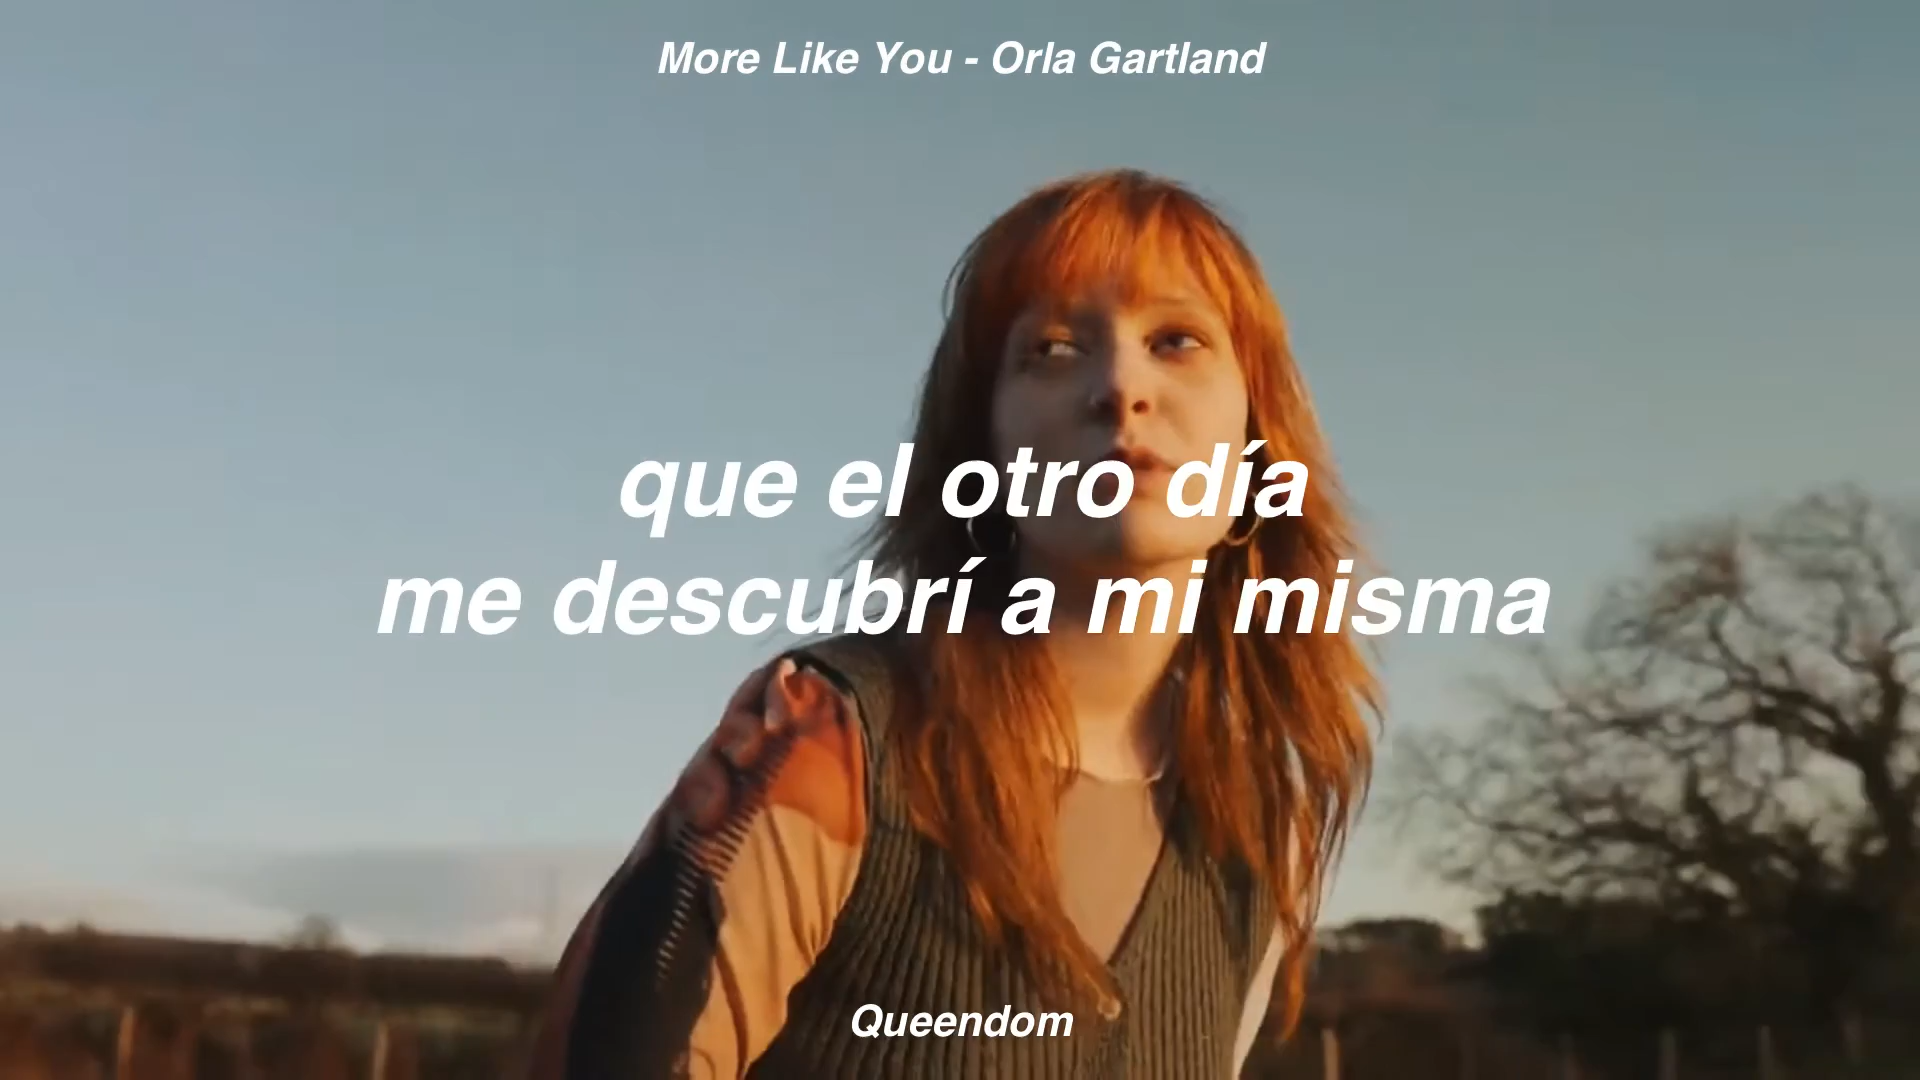 More Like You - Orla Gartland
que el otro día
me descubrí a mi misma
Queendom